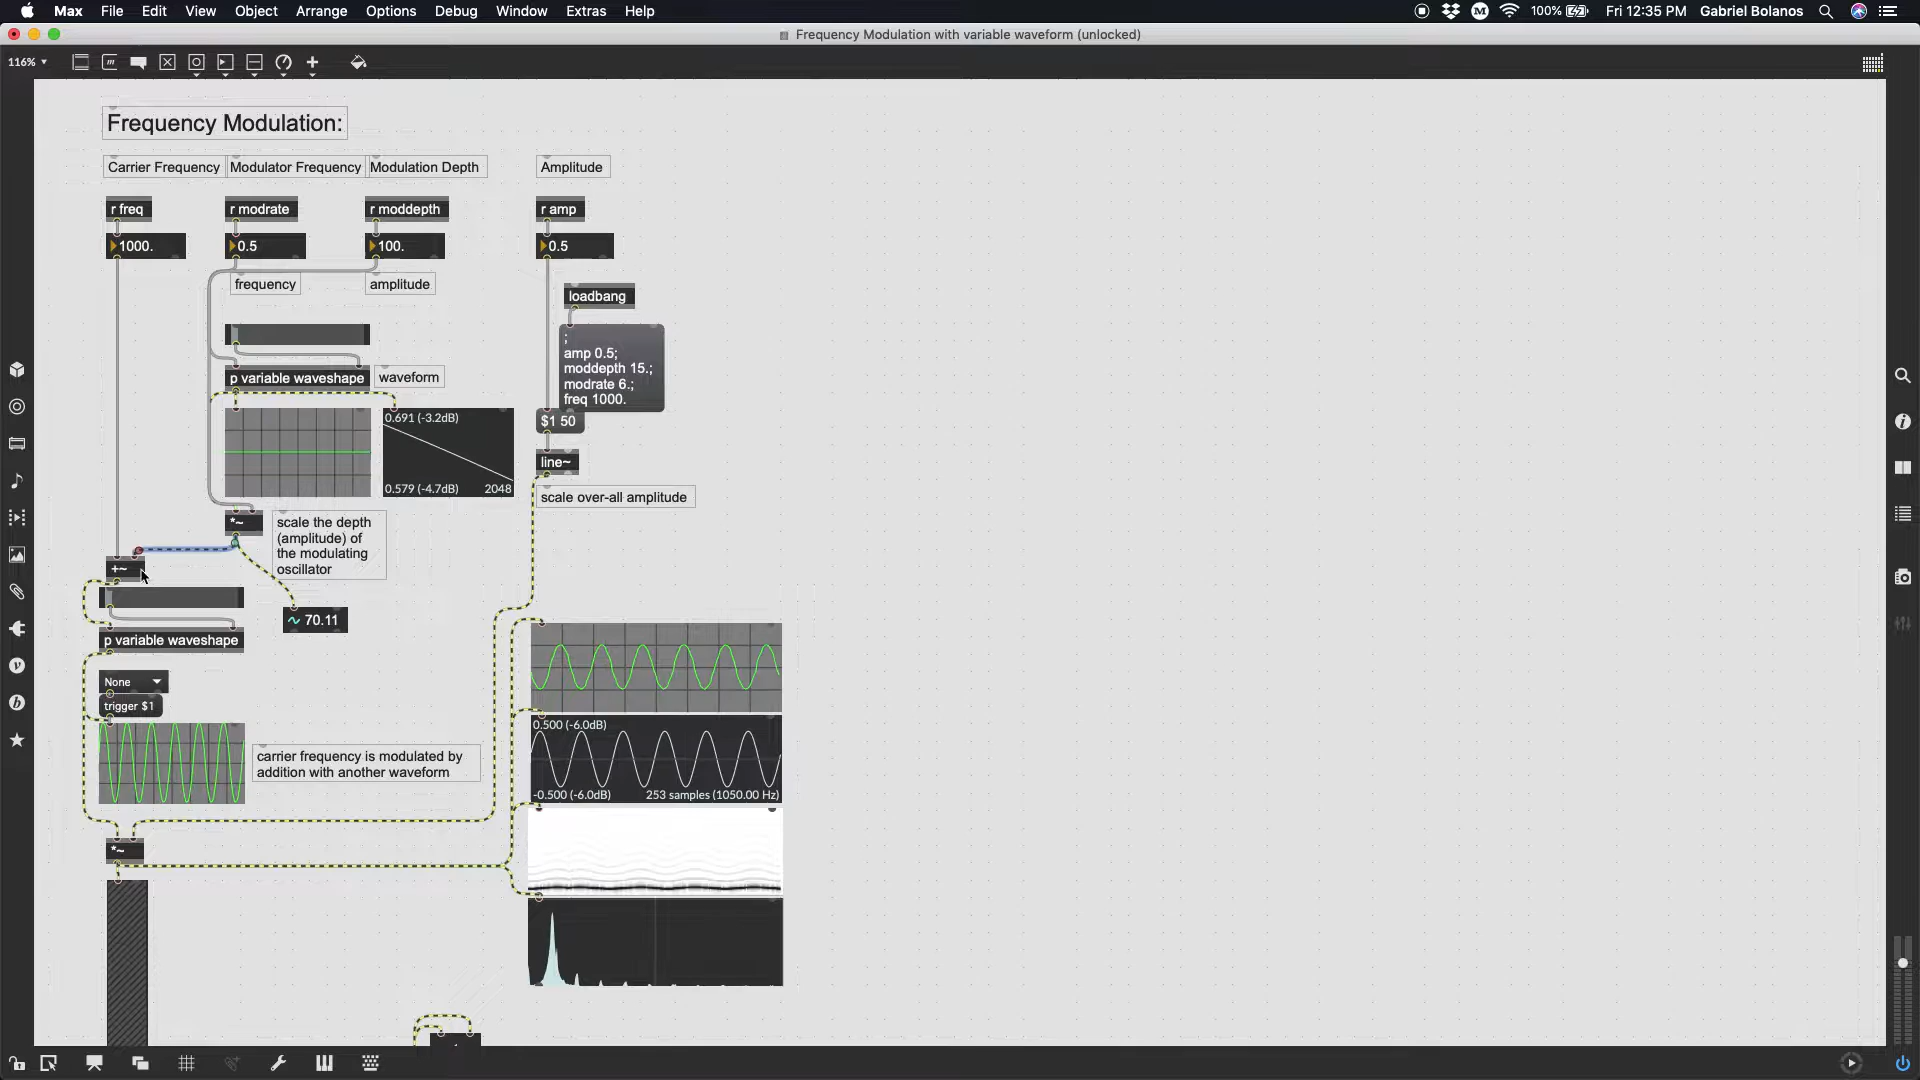 Max File Edit View Object Arrange Options Debug Window Extras Help
100% Fri 12:35 PM Gabriel Bolanos
Frequency Modulation with variable waveform (unlocked)
116%
Frequency Modulation:
Carrier Frequency Modulator Frequency Modulation Depth Amplitude
r freq r modrate r moddepth r amp
1000. 0.5 100. 0.5
frequency amplitude
loadbang
;
amp 0.5;
moddepth 15.;
modrate 6.;
freq 1000.
p variable waveshape waveform
0.691 (-3.2dB)
0.579 (-4.7dB) 2048
$1 50
line~
scale over-all amplitude
*~
scale the depth
(amplitude) of
the modulating
oscillator
+~
70.11
p variable waveshape
None
trigger $1
carrier frequency is modulated by
addition with another waveform
0.500 (-6.0dB)
-0.500 (-6.0dB) 253 samples (1050.00 Hz)
*~